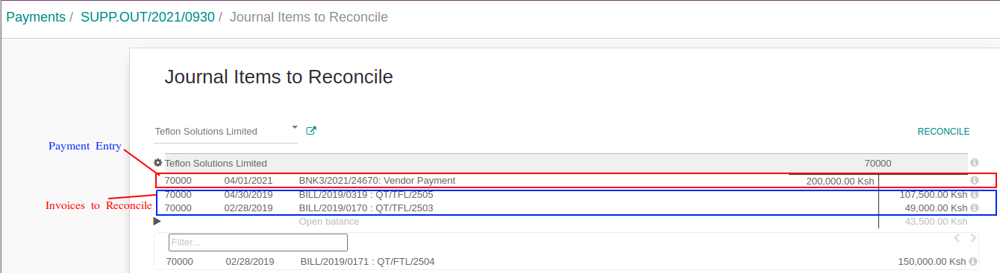 Payments / SUPP.OUT/2021/0930 / Journal Items to Reconcile
Journal Items to Reconcile
Teflon Solutions Limited RECONCILE
Payment Entry
Teflon Solutions Limited 70000
70000 04/01/2021 BNK3/2021/24670: Vendor Payment 200,000.00 Ksh
70000 04/30/2019 BILL/2019/0319 : QT/TFL/2505 107,500.00 Ksh
Invoices to Reconcile
70000 02/28/2019 BILL/2019/0170 : QT/TFL/2503 49,000.00 Ksh
Open balance 43,500.00 Ksh
Filter...
70000 02/28/2019 BILL/2019/0171 : QT/FTL/2504 150,000.00 Ksh